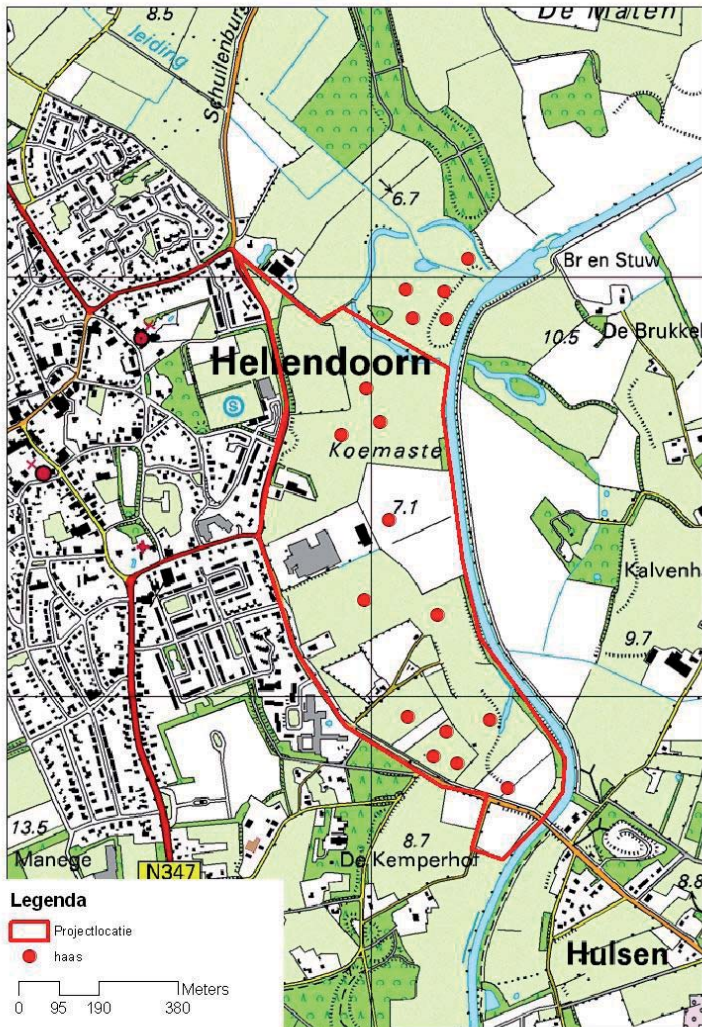 8.5
De Maten
leiding
Schuilenburg
6.7
Br en Stuw
De Brukkel
10.5
Hellendoorn
S
Koemaste
7.1
Kalvenha
9.7
13.5
Manege
8.7
De Kemperhof
N347
8.8
Hulsen
Legenda
Projectlocatie
haas
Meters
0 95 190 380